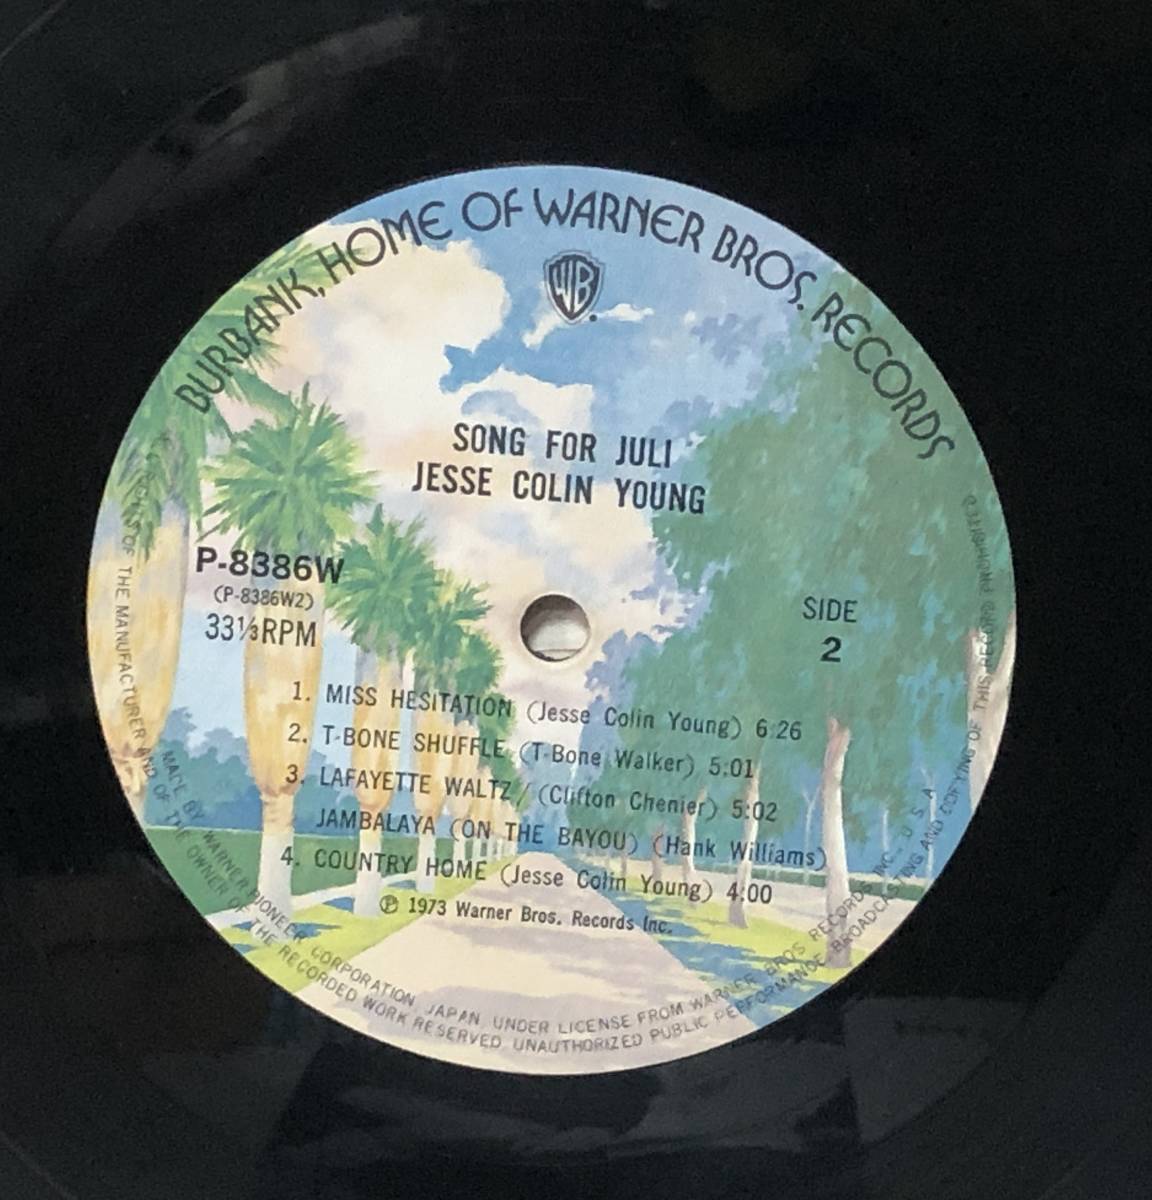 BURBANK, HOME OF WARNER BROS. RECORDS
WB
SONG FOR JULI
JESSE COLIN YOUNG
P-8386W
(P-8386W2)
33⅓RPM
SIDE
2
1. MISS HESITATION (Jesse Colin Young) 6:26
2. T-BONE SHUFFLE (T-Bone Walker) 5:01
3. LAFAYETTE WALTZ / (Clifton Chenier) 5:02
JAMBALAYA (ON THE BAYOU) (Hank Williams)
4. COUNTRY HOME (Jesse Colin Young) 4:00
℗ 1973 Warner Bros. Records Inc.
MADE BY WARNER PIONEER CORPORATION JAPAN, UNDER LICENSE FROM WARNER BROS RECORDS INC., U.S.A.
OF THE MANUFACTURER AND OF THE OWNER OF THE RECORDED WORK RESERVED. UNAUTHORIZED PUBLIC PERFORMANCE BROADCASTING AND COPYING OF THIS RECORD PROHIBITED